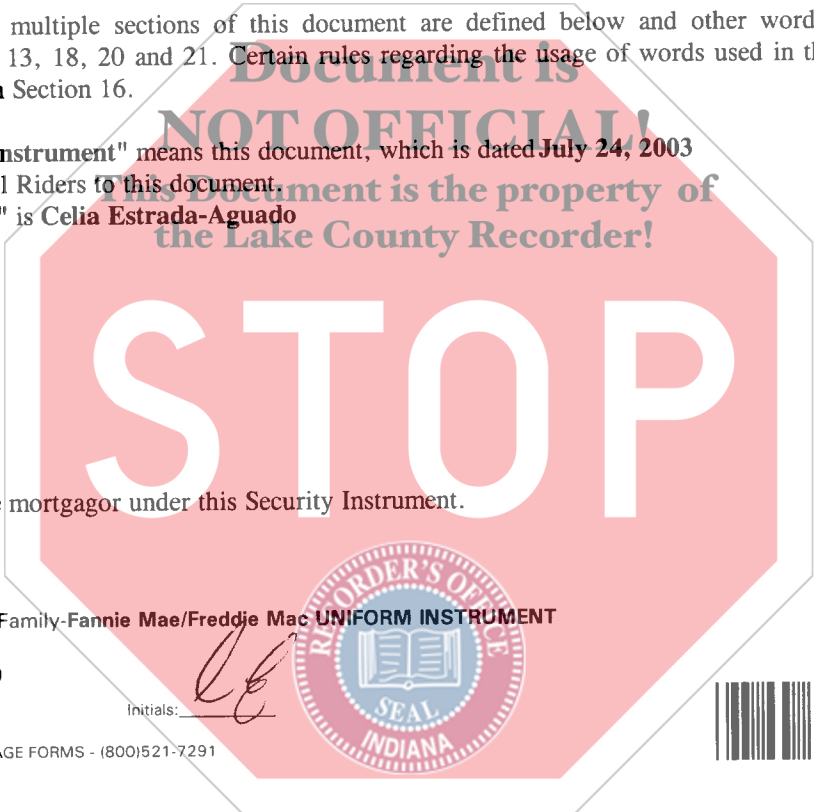 multiple sections of this document are defined below and other word
13, 18, 20 and 21. Certain rules regarding the usage of words used in th
Section 16.
Document is
NOT OFFICIAL!
nstrument" means this document, which is dated July 24, 2003
l Riders to this document.
This Document is the property of
" is Celia Estrada-Aguado
the Lake County Recorder!
STOP
mortgagor under this Security Instrument.
RECORDER'S OFFICE
SEAL
INDIANA
Family-Fannie Mae/Freddie Mac UNIFORM INSTRUMENT
Initials:
AGE FORMS - (800)521-7291